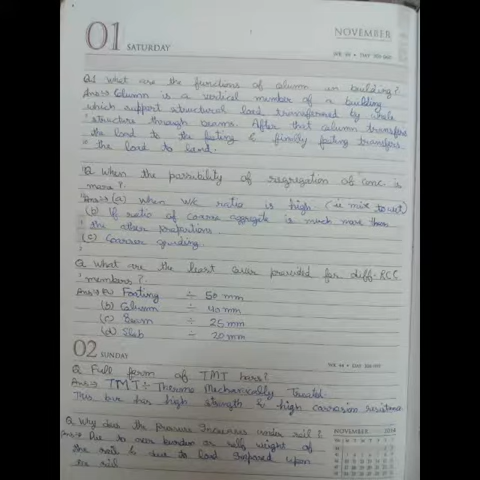 01 SATURDAY
NOVEMBER
Q1 What are the functions of column in building?
Ans→ Column is a vertical member of a building
which support structural load transformed by whole
structure through beams. After that column transfers
the load to the footing & finally footing transfers
the load to
Q. When the possibility of segregation of conc. is
more?
Ans→ (a) When W/C ratio is high (ie mix too wet)
(b) If ratio of coarse aggregate is much more than
the other proportions
(c) Coarser grading
Q. What are the least cover provided for diff. RCC
members?
Ans→ Footing ÷ 50 mm
(b) Column ÷ 40 mm
(c) Beam ÷ 25 mm
(d) Slab ÷ 20 mm
02 SUNDAY
Q Full form of TMT bars?
Ans→ TMT ÷ Thermo Mechanically Treated
This bar has high strength & high corrosion resistance
Q. Why does the pressure increases under soil?
Ans→ Due to over burden or self weight of
the soil & due to load imposed upon
the soil
NOVEMBER 2014